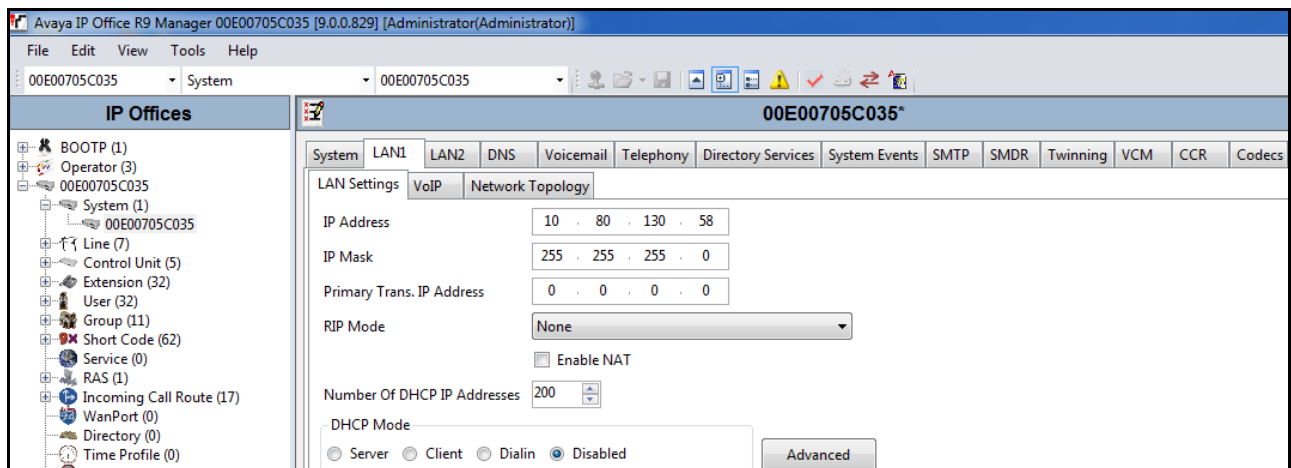 Avaya IP Office R9 Manager 00E00705C035 [9.0.0.829] [Administrator(Administrator)]
File Edit View Tools Help
00E00705C035 System 00E00705C035
IP Offices
00E00705C035*
BOOTP (1)
Operator (3)
00E00705C035
System (1)
00E00705C035
Line (7)
Control Unit (5)
Extension (32)
User (32)
Group (11)
Short Code (62)
Service (0)
RAS (1)
Incoming Call Route (17)
WanPort (0)
Directory (0)
Time Profile (0)
System LAN1 LAN2 DNS Voicemail Telephony Directory Services System Events SMTP SMDR Twinning VCM CCR Codecs
LAN Settings VoIP Network Topology
IP Address 10 . 80 . 130 . 58
IP Mask 255 . 255 . 255 . 0
Primary Trans. IP Address 0 . 0 . 0 . 0
RIP Mode None
Enable NAT
Number Of DHCP IP Addresses 200
DHCP Mode
Server Client Dialin Disabled Advanced